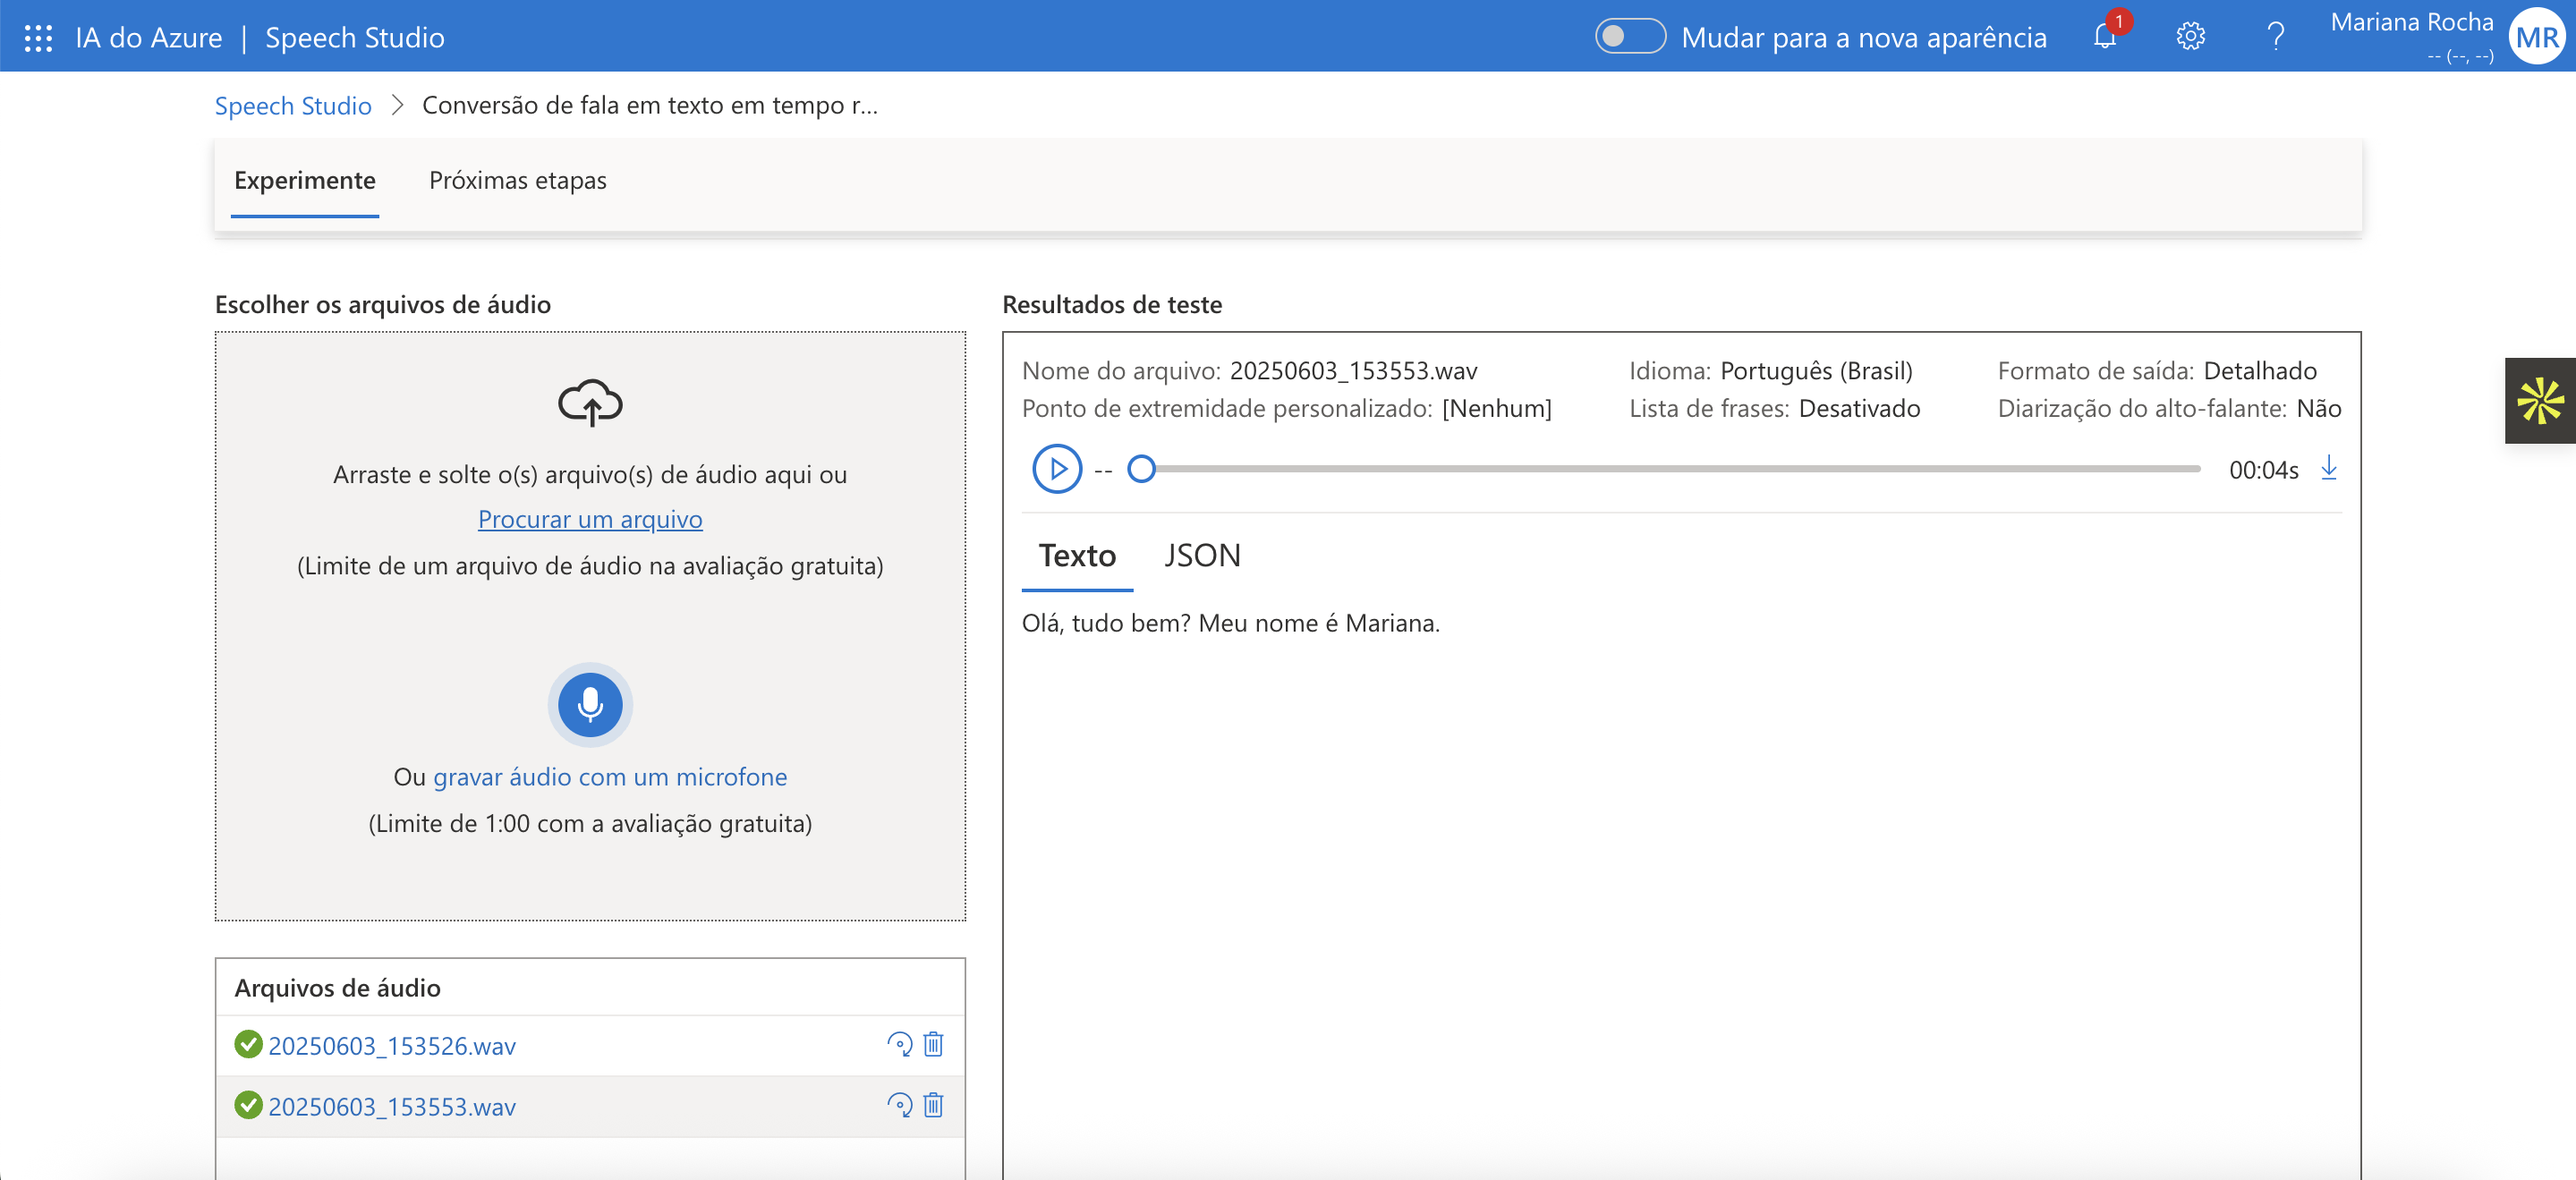 IA do Azure | Speech Studio
Mudar para a nova aparência
1
?
Mariana Rocha
-- (--, --)
MR
Speech Studio > Conversão de fala em texto em tempo r...
Experimente
Próximas etapas
Escolher os arquivos de áudio
Arraste e solte o(s) arquivo(s) de áudio aqui ou
Procurar um arquivo
(Limite de um arquivo de áudio na avaliação gratuita)
Ou gravar áudio com um microfone
(Limite de 1:00 com a avaliação gratuita)
Arquivos de áudio
20250603_153526.wav
20250603_153553.wav
Resultados de teste
Nome do arquivo: 20250603_153553.wav
Idioma: Português (Brasil)
Formato de saída: Detalhado
Ponto de extremidade personalizado: [Nenhum]
Lista de frases: Desativado
Diarização do alto-falante: Não
--
00:04s
Texto
JSON
Olá, tudo bem? Meu nome é Mariana.